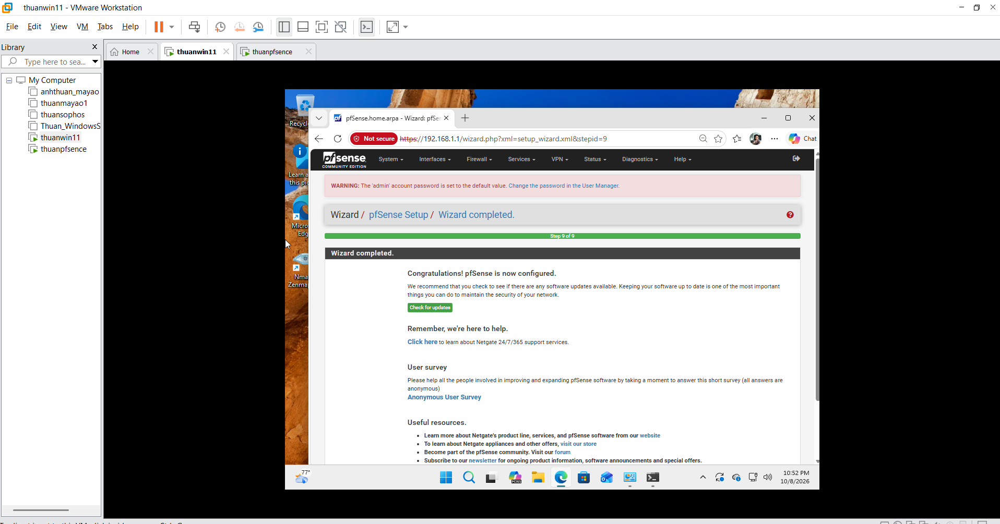 thuanwin11 - VMware Workstation
File Edit View VM Tabs Help
Library
Type here to sea...
My Computer
anhthuan_mayao
thuanmayao1
thuansophos
Thuan_WindowsS
thuanwin11
thuanpfsence
Home
thuanwin11
thuanpfsence
Recycl
Learn a
this pic
Micro
Edg
Nma
Zenma
pfSense.home.arpa - Wizard: pfSer
Not secure https://192.168.1.1/wizard.php?xml=setup_wizard.xml&stepid=9
Chat
pfsense
COMMUNITY EDITION
System Interfaces Firewall Services VPN Status Diagnostics Help
WARNING: The 'admin' account password is set to the default value. Change the password in the User Manager.
Wizard / pfSense Setup / Wizard completed.
Step 9 of 9
Wizard completed.
Congratulations! pfSense is now configured.
We recommend that you check to see if there are any software updates available. Keeping your software up to date is one of the most important
things you can do to maintain the security of your network.
Check for updates
Remember, we're here to help.
Click here to learn about Netgate 24/7/365 support services.
User survey
Please help all the people involved in improving and expanding pfSense software by taking a moment to answer this short survey (all answers are
anonymous)
Anonymous User Survey
Useful resources.
Learn more about Netgate's product line, services, and pfSense software from our website
To learn about Netgate appliances and other offers, visit our store
Become part of the pfSense community. Visit our forum
Subscribe to our newsletter for ongoing product information, software announcements and special offers.
77°
M365
10:52 PM
10/8/2026